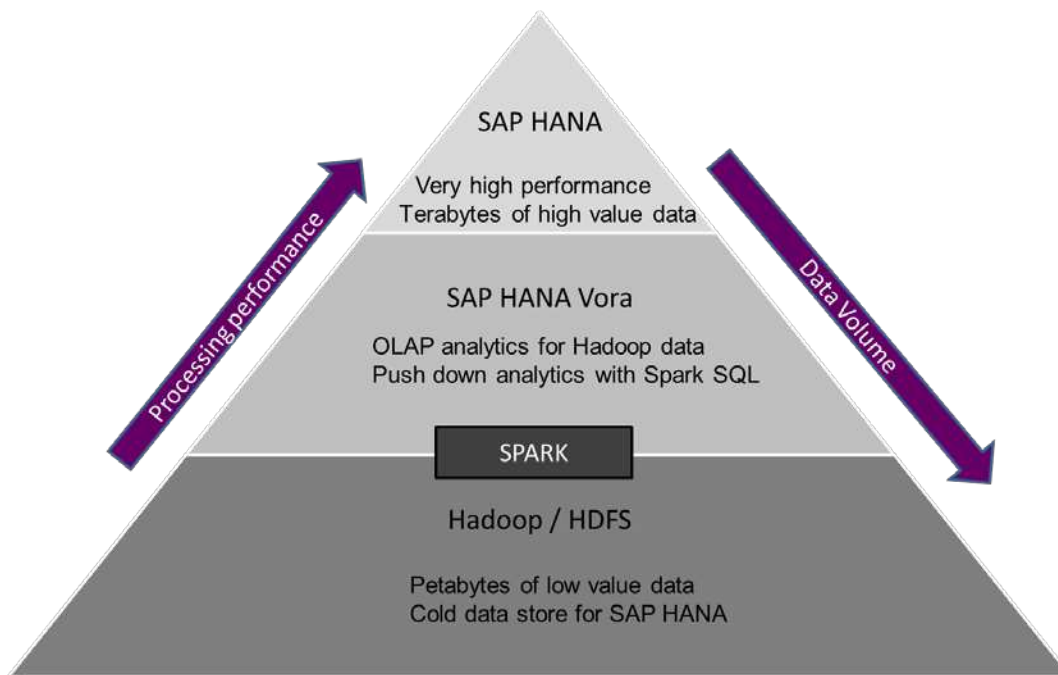 SAP HANA
Very high performance
Terabytes of high value data
Processing performance
Data Volume
SAP HANA Vora
OLAP analytics for Hadoop data
Push down analytics with Spark SQL
SPARK
Hadoop / HDFS
Petabytes of low value data
Cold data store for SAP HANA